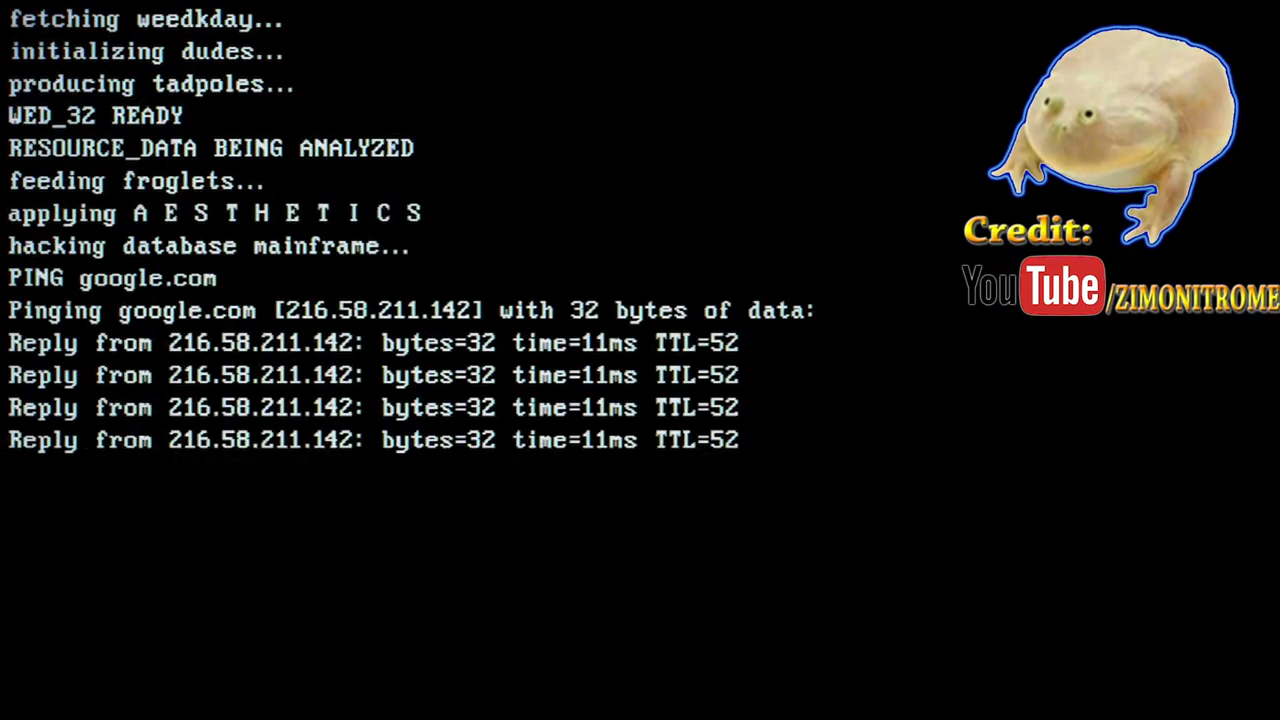 fetching weedkday...
initializing dudes...
producing tadpoles...
WED_32 READY
RESOURCE_DATA BEING ANALYZED
feeding froglets...
applying A E S T H E T I C S
hacking database mainframe...
PING google.com
Pinging google.com [216.58.211.142] with 32 bytes of data:
Reply from 216.58.211.142: bytes=32 time=11ms TTL=52
Reply from 216.58.211.142: bytes=32 time=11ms TTL=52
Reply from 216.58.211.142: bytes=32 time=11ms TTL=52
Reply from 216.58.211.142: bytes=32 time=11ms TTL=52
Credit:
YouTube/ZIMONITROME